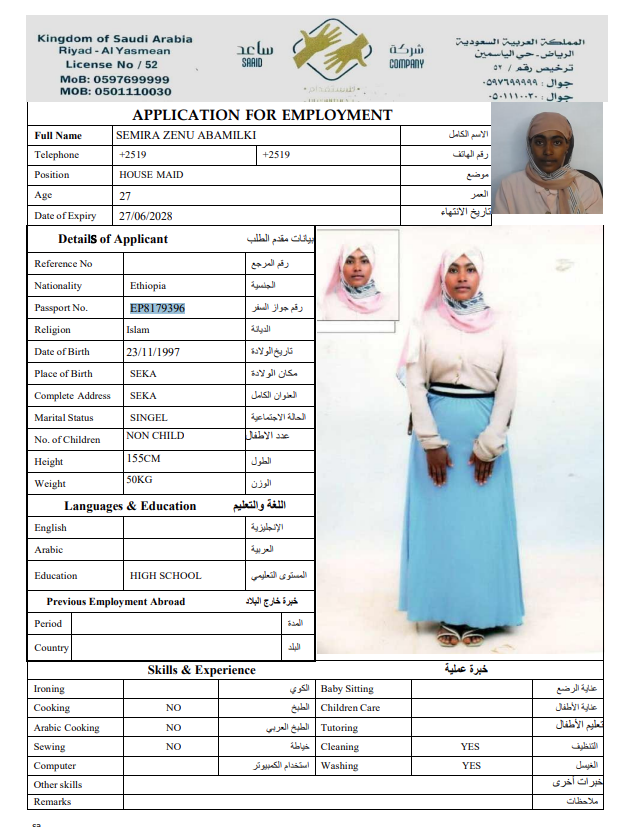 Kingdom of Saudi Arabia
Riyad - Al Yasmean
License No / 52
MoB: 0597699999
MOB: 0501110030
ساعد
SAAID
شركة
COMPANY
للاستقدام
المملكة العربية السعودية
الرياض . حي الياسمين
ترخيص رقم / ٥٢
جوال : ٠٥٩٧٦٩٩٩٩٩
٠٥٠١١١٠٠٣٠
APPLICATION FOR EMPLOYMENT
Full Name SEMIRA ZENU ABAMILKI الاسم الكامل
Telephone +2519 +2519 رقم الهاتف
Position HOUSE MAID موضع
Age 27 العمر
Date of Expiry 27/06/2028 تاريخ الانتهاء
Details of Applicant بيانات مقدم الطلب
Reference No رقم المرجع
Nationality Ethiopia الجنسية
Passport No. EP8179396 رقم جواز السفر
Religion Islam الديانة
Date of Birth 23/11/1997 تاريخ الولادة
Place of Birth SEKA مكان الولادة
Complete Address SEKA العنوان الكامل
Marital Status SINGEL الحالة الاجتماعية
No. of Children NON CHILD عدد الاطفال
Height 155CM الطول
Weight 50KG الوزن
Languages & Education اللغة والتعليم
English الإنجليزية
Arabic العربية
Education HIGH SCHOOL المستوى التعليمي
Previous Employment Abroad خبرة خارج البلاد
Period المدة
Country البلد
Skills & Experience خبرة عملية
Ironing الكوي Baby Sitting عناية الرضع
Cooking NO الطبخ Children Care عناية الأطفال
Arabic Cooking NO الطبخ العربي Tutoring تعليم الأطفال
Sewing NO خياطة Cleaning YES التنظيف
Computer استخدام الكمبيوتر Washing YES الغيسل
Other skills خبرات أخرى
Remarks ملاحظات